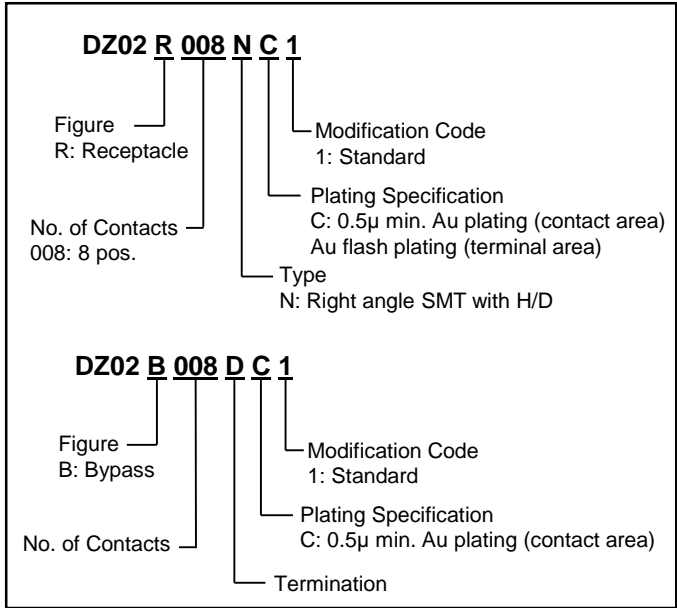 DZ02 R 008 N C 1
Figure
R: Receptacle
No. of Contacts
008: 8 pos.
Modification Code
1: Standard
Plating Specification
C: 0.5µ min. Au plating (contact area)
Au flash plating (terminal area)
Type
N: Right angle SMT with H/D
DZ02 B 008 D C 1
Figure
B: Bypass
No. of Contacts
Modification Code
1: Standard
Plating Specification
C: 0.5µ min. Au plating (contact area)
Termination